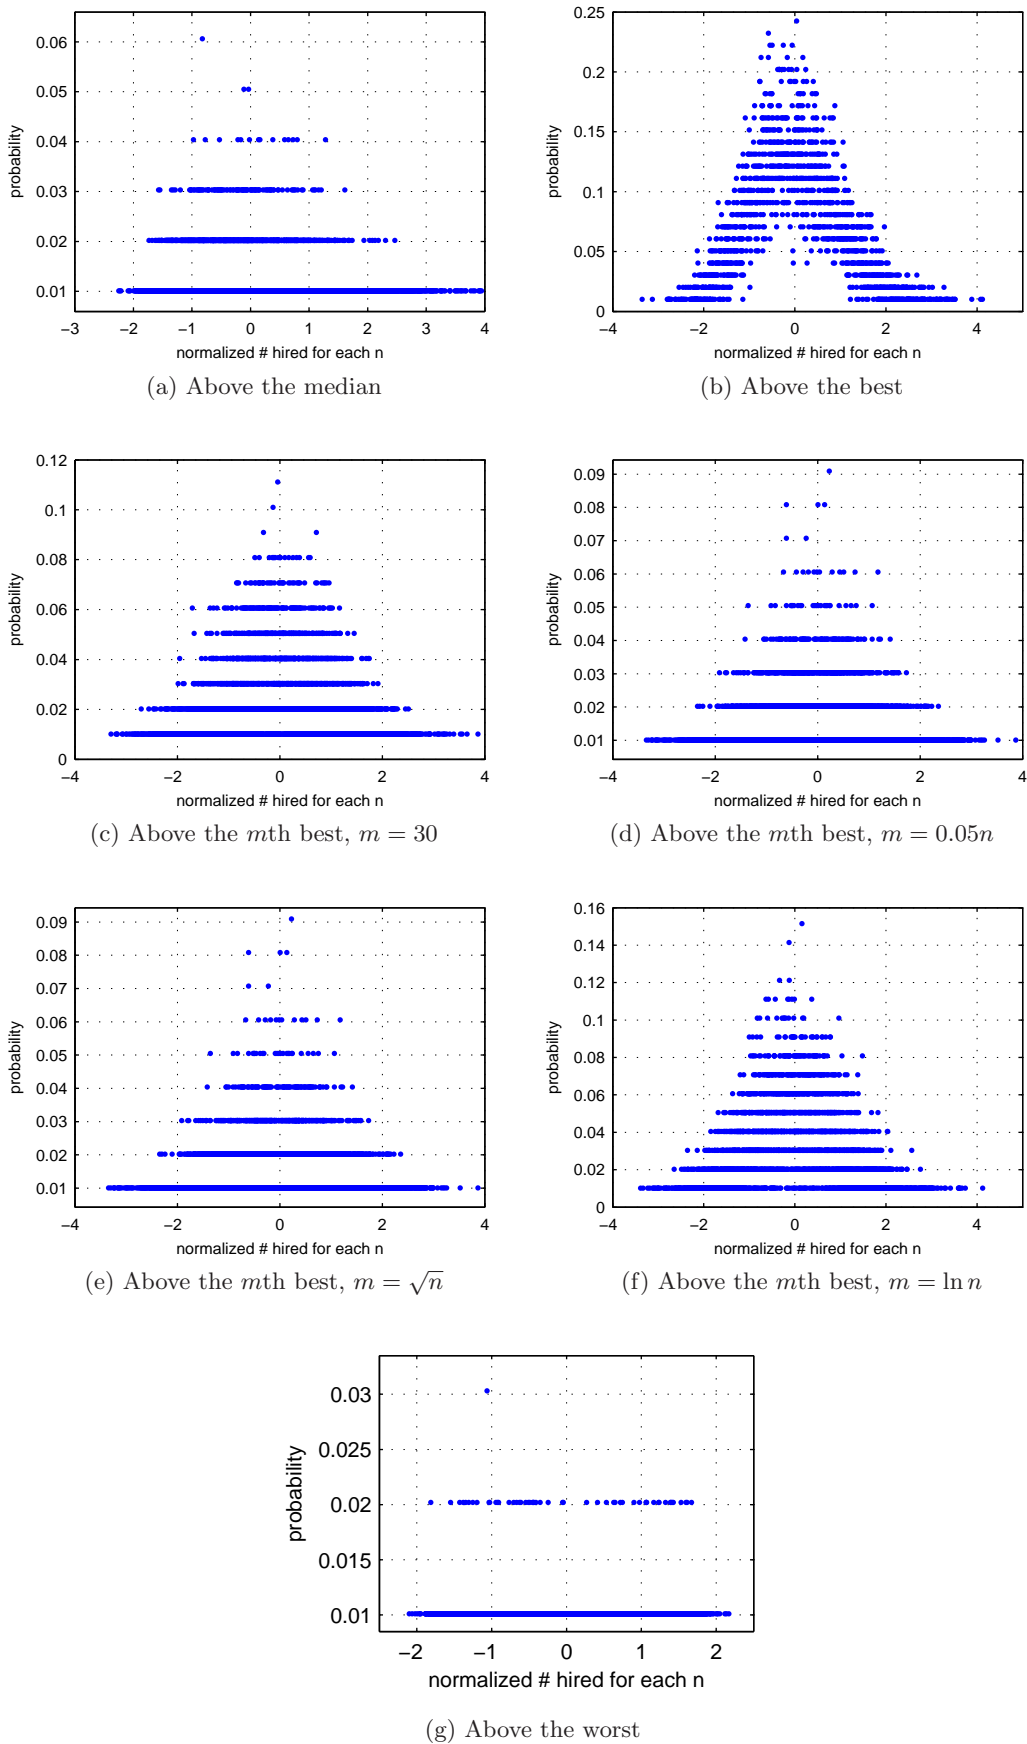 0.06
0.05
0.04
0.03
0.02
0.01
−3 −2 −1 0 1 2 3 4
probability
normalized # hired for each n
(a) Above the median
0.25
0.2
0.15
0.1
0.05
0
−4 −2 0 2 4
probability
normalized # hired for each n
(b) Above the best
0.12
0.1
0.08
0.06
0.04
0.02
0
−4 −2 0 2 4
probability
normalized # hired for each n
(c) Above the mth best, m = 30
0.09
0.08
0.07
0.06
0.05
0.04
0.03
0.02
0.01
−4 −2 0 2 4
probability
normalized # hired for each n
(d) Above the mth best, m = 0.05n
0.09
0.08
0.07
0.06
0.05
0.04
0.03
0.02
0.01
−4 −2 0 2 4
probability
normalized # hired for each n
(e) Above the mth best, m = √n
0.16
0.14
0.12
0.1
0.08
0.06
0.04
0.02
0
−4 −2 0 2 4
probability
normalized # hired for each n
(f) Above the mth best, m = ln n
0.03
0.025
0.02
0.015
0.01
−2 −1 0 1 2
probability
normalized # hired for each n
(g) Above the worst